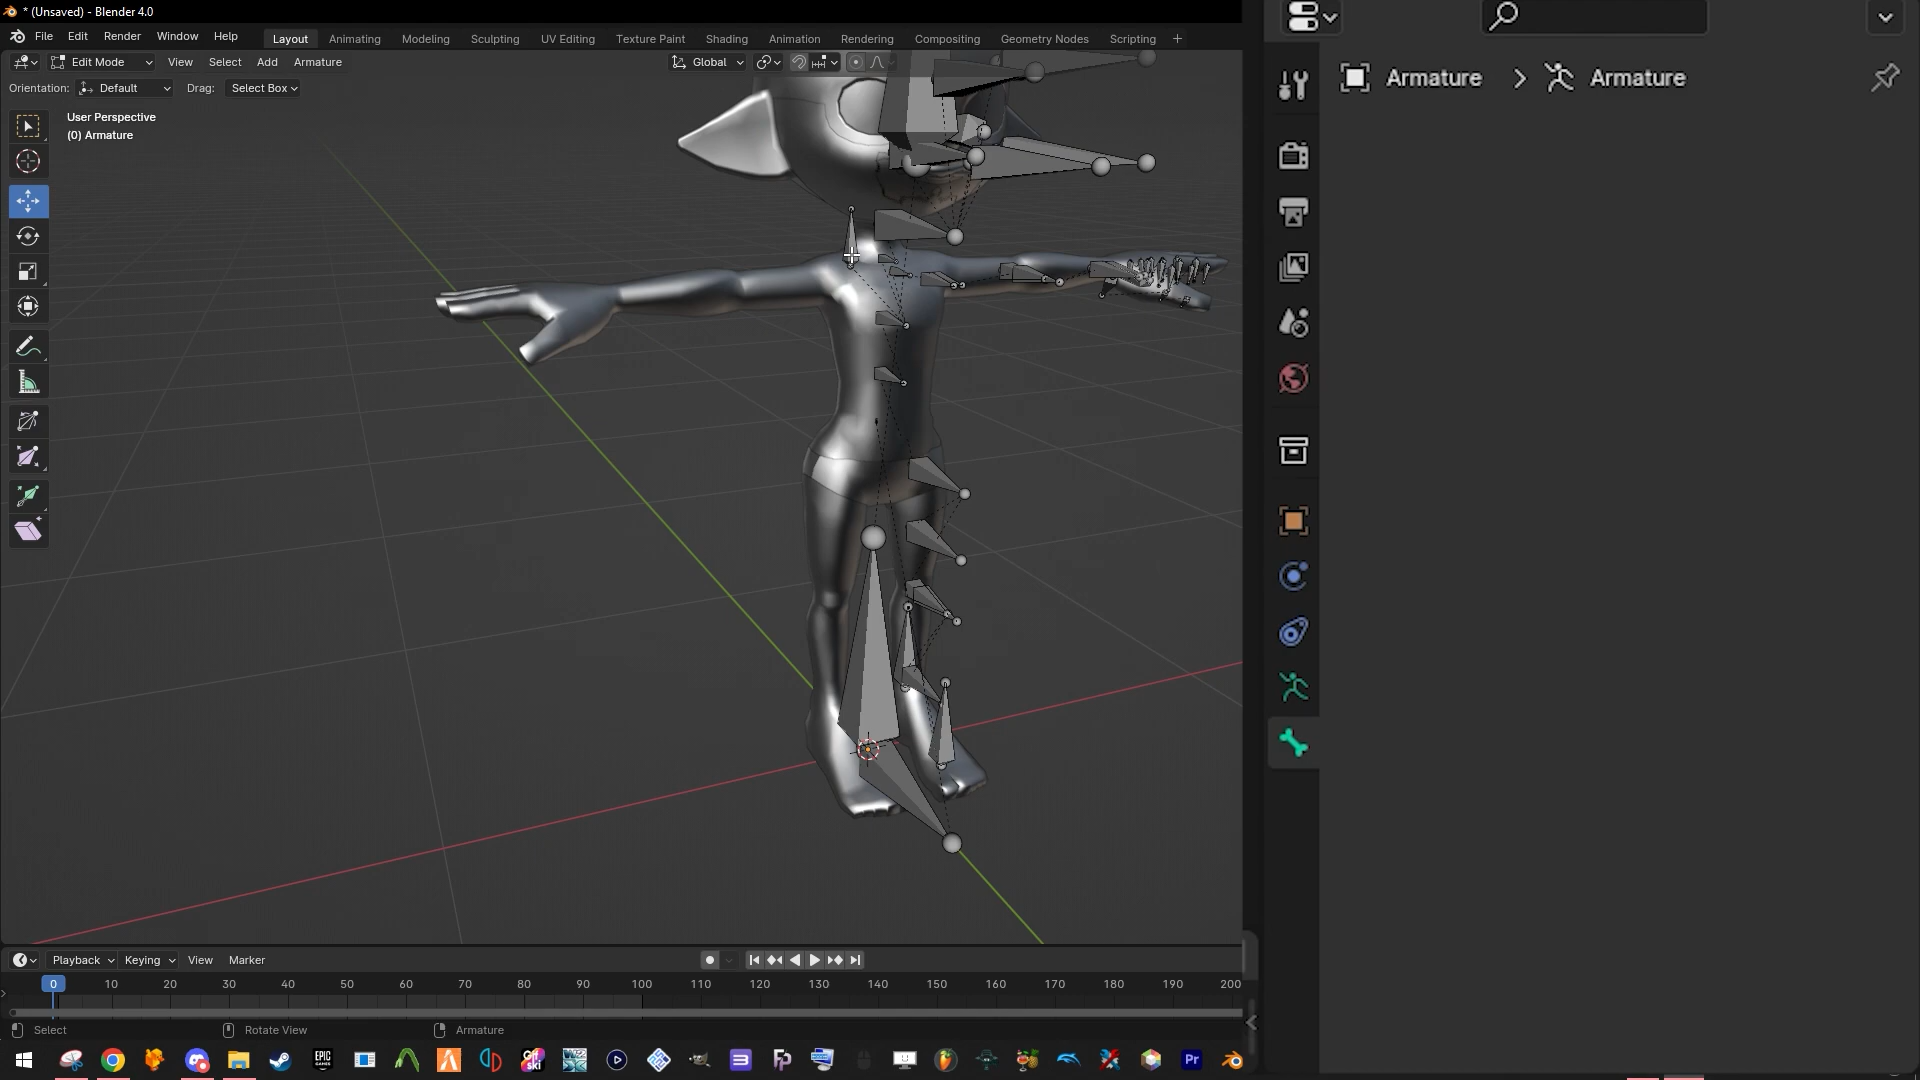 * (Unsaved) - Blender 4.0
File Edit Render Window Help Layout Animating Modeling Sculpting UV Editing Texture Paint Shading Animation Rendering Compositing Geometry Nodes Scripting +
Edit Mode View Select Add Armature Global
Orientation: Default Drag: Select Box
User Perspective
(0) Armature
Armature > Armature
Playback Keying View Marker
0 10 20 30 40 50 60 70 80 90 100 110 120 130 140 150 160 170 180 190 200
Select Rotate View Armature
EPIC GAMES
Pr